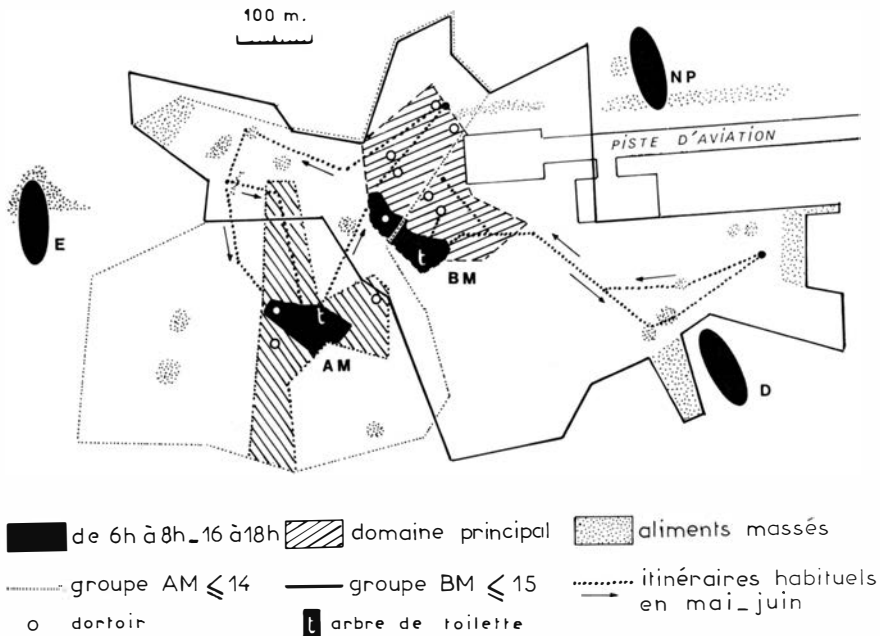 100 m.
NP
PISTE D'AVIATION
E
t
BM
t
AM
D
de 6h à 8h_16 à 18h domaine principal aliments massés
groupe AM ⩽ 14 groupe BM ⩽ 15 itinéraires habituels
en mai_juin
dortoir t arbre de toilette